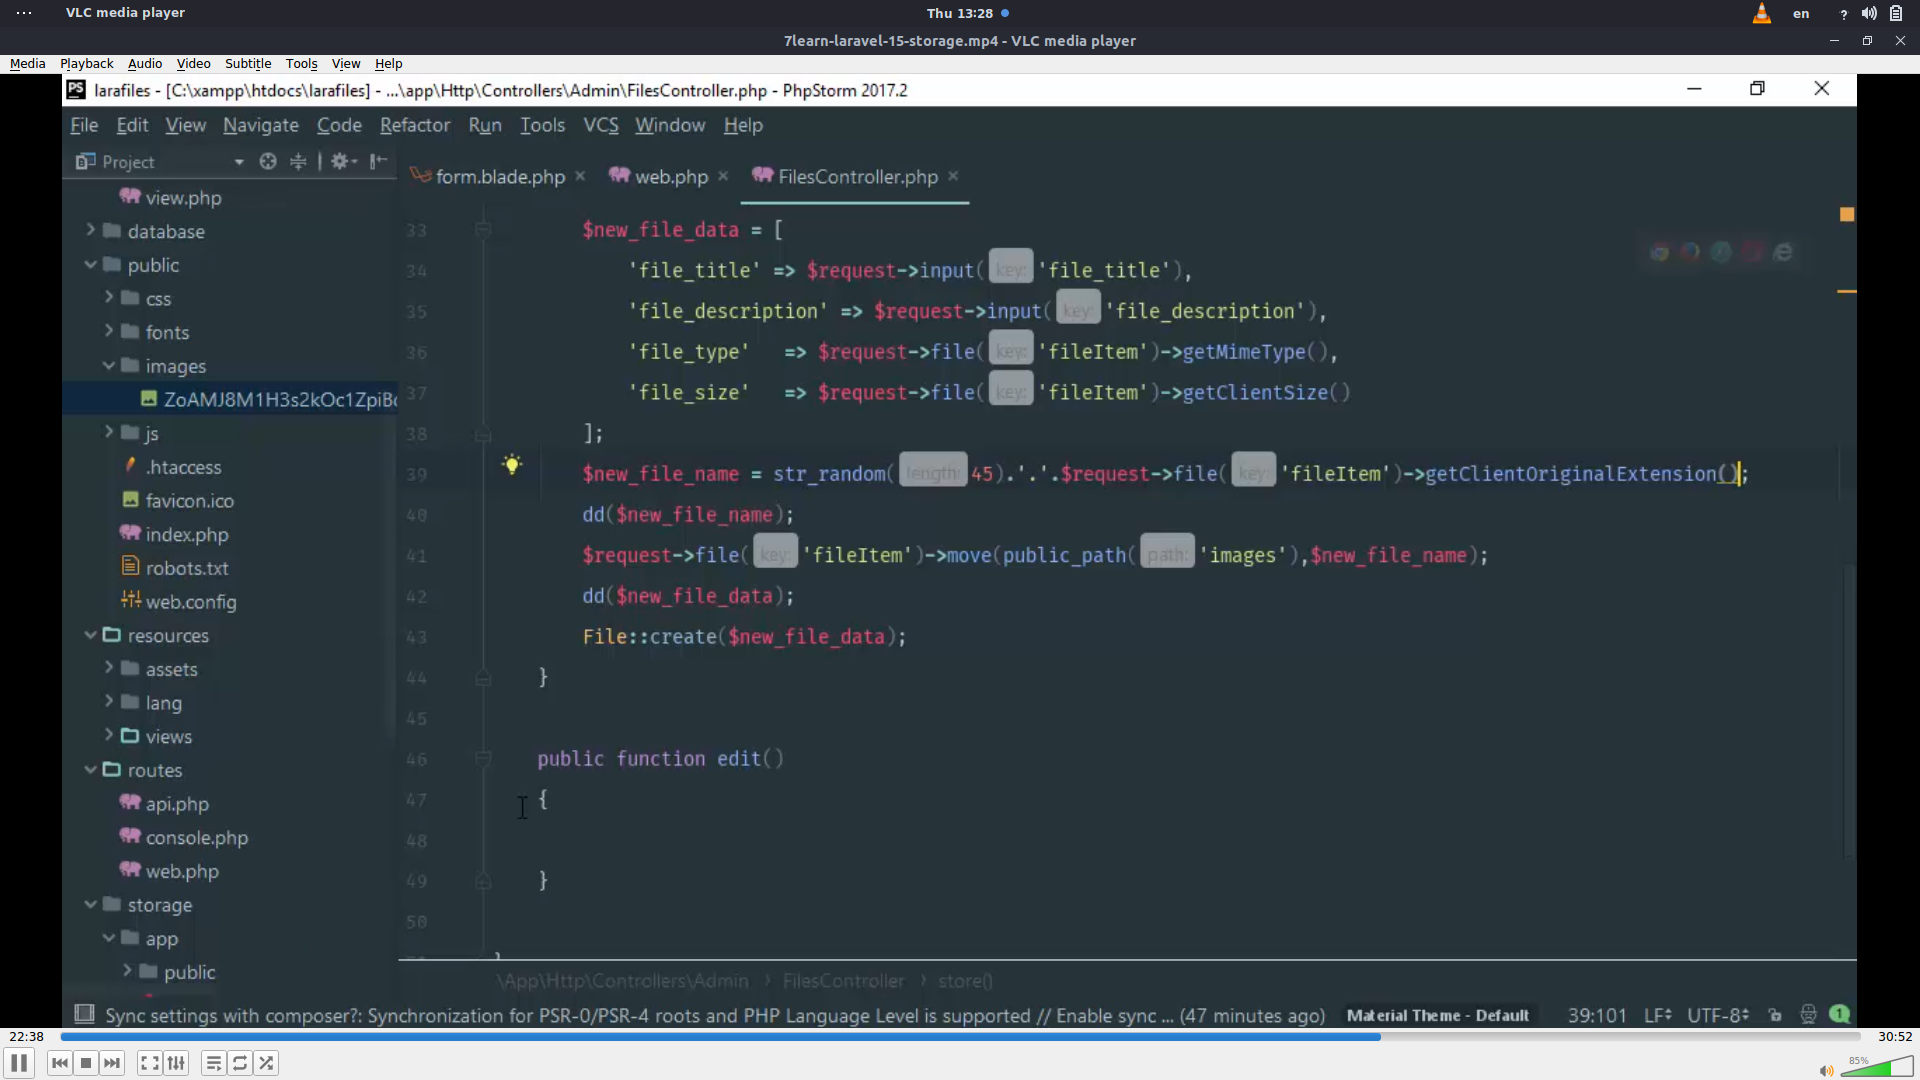 VLC media player
Thu 13:28
en
7learn-laravel-15-storage.mp4 - VLC media player
Media Playback Audio Video Subtitle Tools View Help
PS larafiles - [C:\xampp\htdocs\larafiles] - ...\app\Http\Controllers\Admin\FilesController.php - PhpStorm 2017.2
File Edit View Navigate Code Refactor Run Tools VCS Window Help
Project
form.blade.php
web.php
FilesController.php
view.php
database
public
css
fonts
images
ZoAMJ8M1H3s2kOc1ZpiB
js
.htaccess
favicon.ico
index.php
robots.txt
web.config
resources
assets
lang
views
routes
api.php
console.php
web.php
storage
app
public
33 $new_file_data = [
34 'file_title' => $request->input( key: 'file_title'),
35 'file_description' => $request->input( key: 'file_description'),
36 'file_type' => $request->file( key: 'fileItem')->getMimeType(),
37 'file_size' => $request->file( key: 'fileItem')->getClientSize()
38 ];
39 $new_file_name = str_random( length: 45).'.'.$request->file( key: 'fileItem')->getClientOriginalExtension();
40 dd($new_file_name);
41 $request->file( key: 'fileItem')->move(public_path( path: 'images'),$new_file_name);
42 dd($new_file_data);
43 File::create($new_file_data);
44 }
45
46 public function edit()
47 {
48
49 }
50
\App\Http\Controllers\Admin › FilesController › store()
Sync settings with composer?: Synchronization for PSR-0/PSR-4 roots and PHP Language Level is supported // Enable sync ... (47 minutes ago) Material Theme - Default 39:101 LF UTF-8 1
22:38
30:52
85%